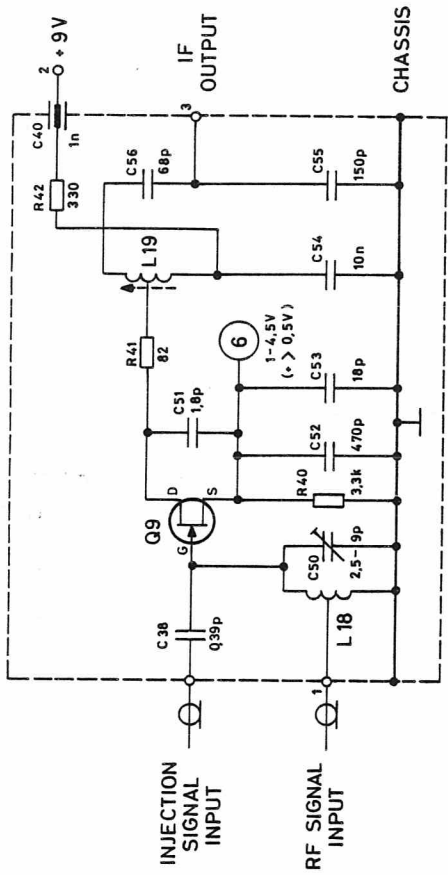 INJECTION
SIGNAL
INPUT
RF SIGNAL
INPUT
1
C38
0,39p
L18
C50
2,5–9p
Q9
G
D
S
R40
3,3k
C51
1,8p
C52
470p
C53
18p
6
1–4,5V
(+ > 0,5V)
R41
82
L19
R42
330
C40
1n
2
+ 9V
C56
68p
3
IF
OUTPUT
C54
10n
C55
150p
CHASSIS